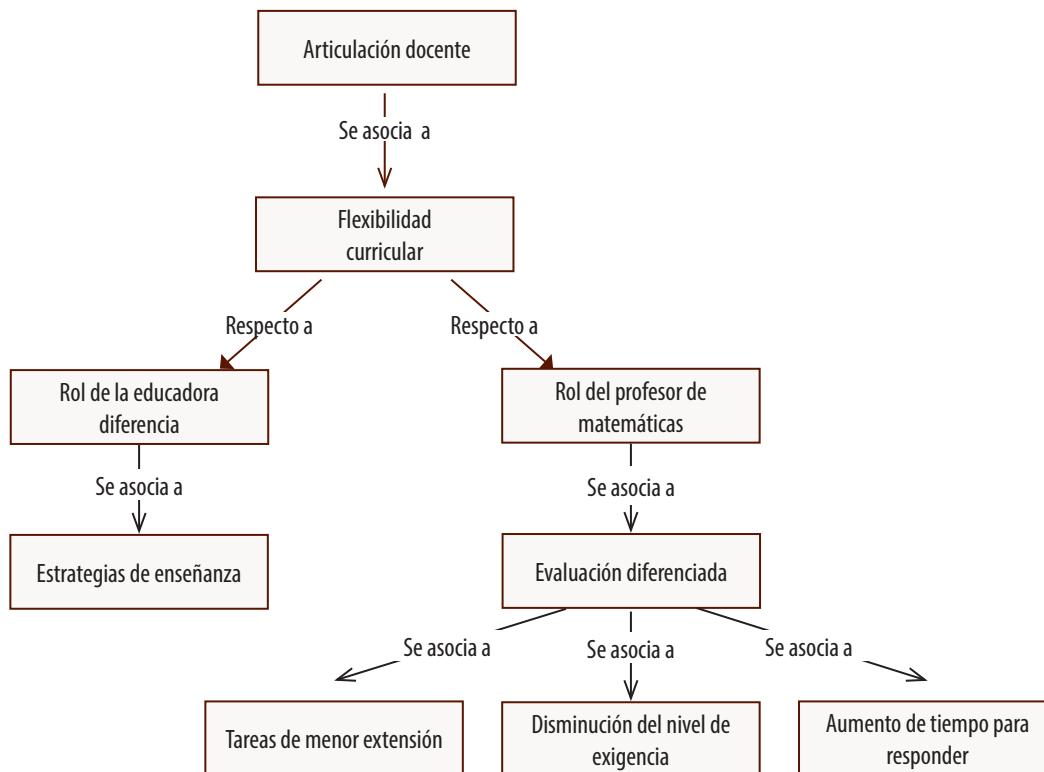 Articulación docente
Se asocia a
Flexibilidad
curricular
Respecto a
Respecto a
Rol de la educadora
diferencia
Rol del profesor de
matemáticas
Se asocia a
Se asocia a
Estrategias de enseñanza
Evaluación diferenciada
Se asocia a
Se asocia a
Se asocia a
Tareas de menor extensión
Disminución del nivel de
exigencia
Aumento de tiempo para
responder